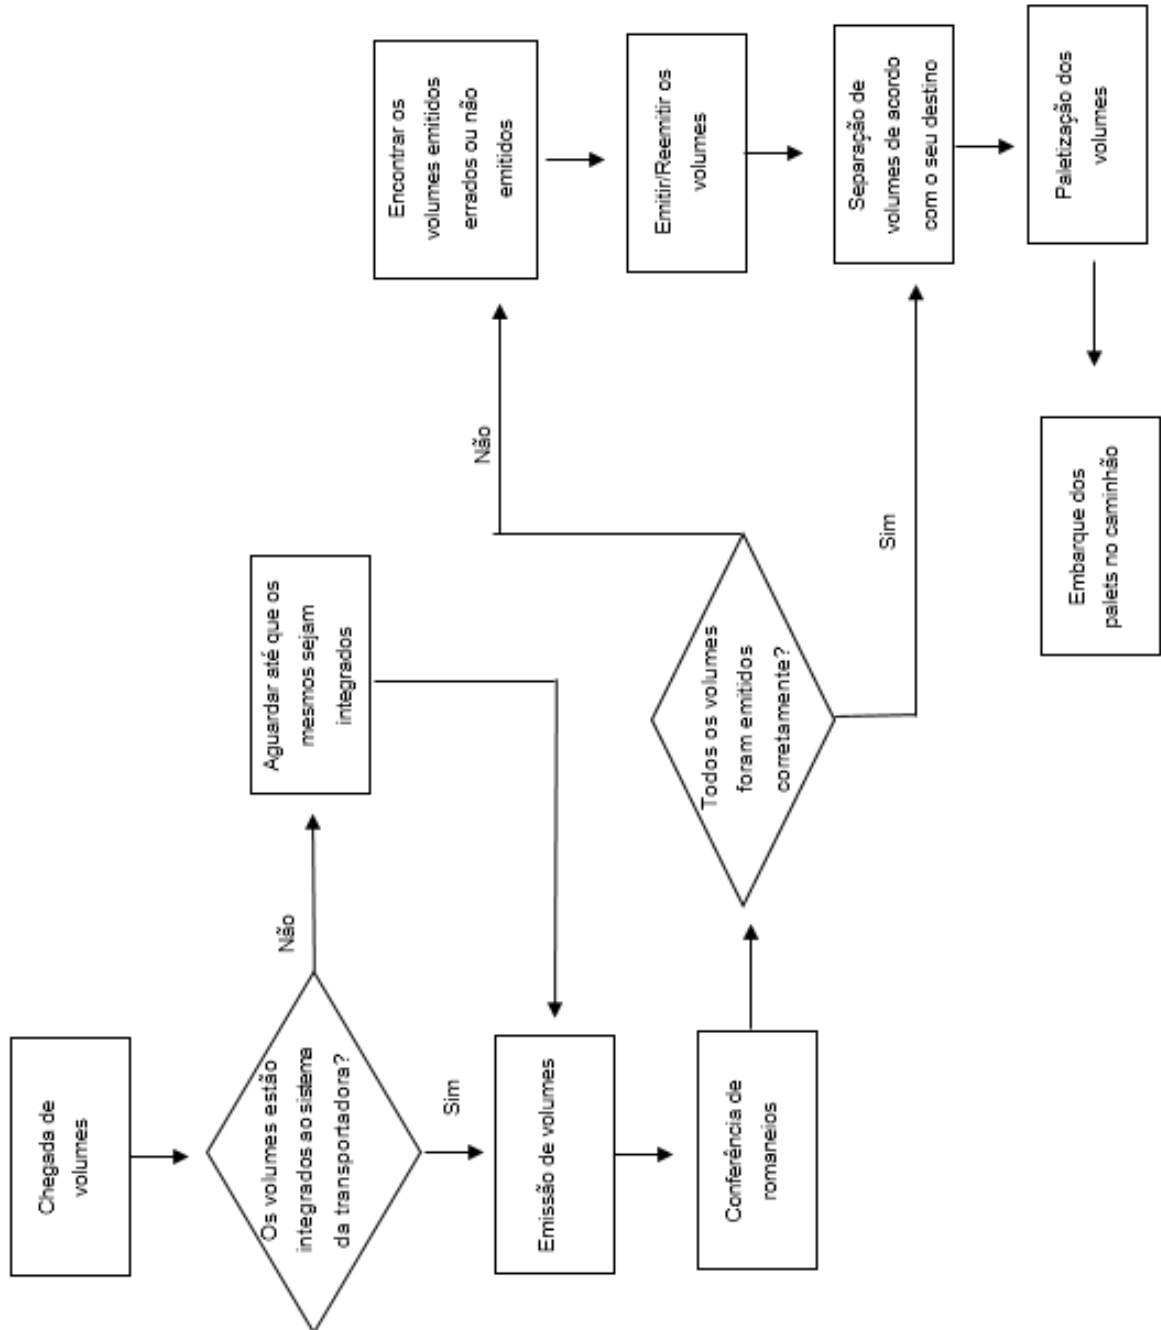 Chegada de
volumes
Os volumes estão
integrados ao sistema
da transportadora?
Não
Aguardar até que os
mesmos sejam
integrados
Sim
Emissão de volumes
Conferência de
romaneios
Todos os volumes
foram emitidos
corretamente?
Não
Encontrar os
volumes emitidos
errados ou não
emitidos
Emitir/Reemitir os
volumes
Sim
Separação de
volumes de acordo
com o seu destino
Paletização dos
volumes
Embarque dos
palets no caminhão